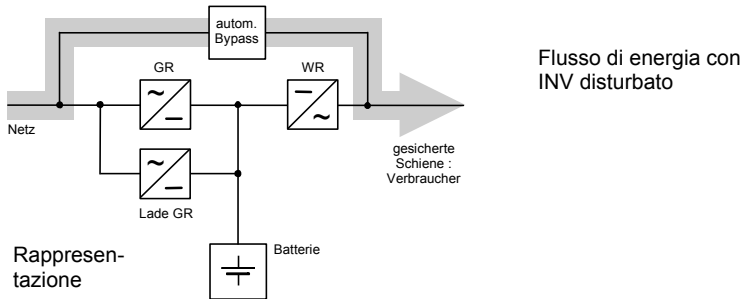 autom.
Bypass
Flusso di energia con
INV disturbato
GR
WR
Netz
gesicherte
Schiene :
Verbraucher
Lade GR
Rappresen-
tazione
Batterie